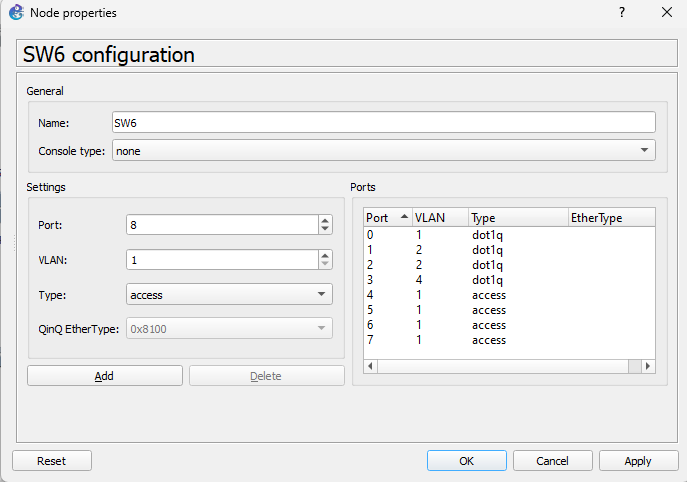 Node properties ? ×
SW6 configuration
General
Name: SW6
Console type: none
Settings
Port: 8
VLAN: 1
Type: access
QinQ EtherType: 0x8100
Add Delete
Ports
Port VLAN Type EtherType
0 1 dot1q
1 2 dot1q
2 2 dot1q
3 4 dot1q
4 1 access
5 1 access
6 1 access
7 1 access
Reset OK Cancel Apply